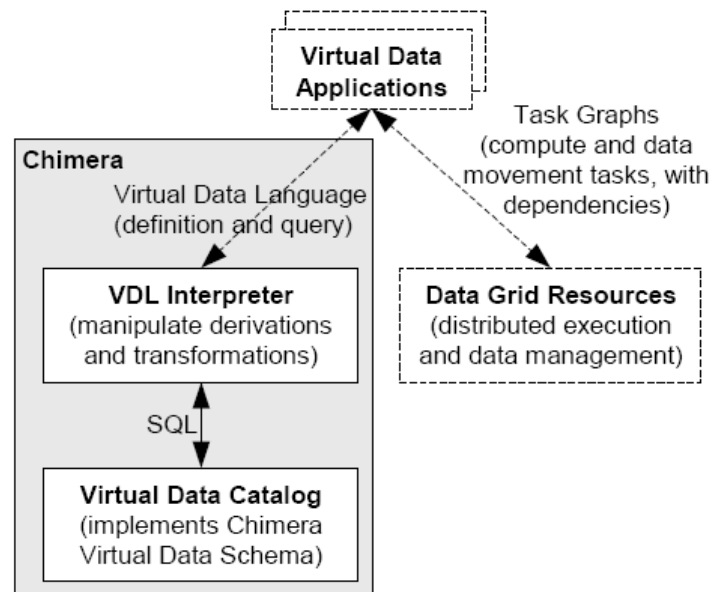 Virtual Data
Applications
Task Graphs
(compute and data
movement tasks, with
dependencies)
Chimera
Virtual Data Language
(definition and query)
VDL Interpreter
(manipulate derivations
and transformations)
Data Grid Resources
(distributed execution
and data management)
SQL
Virtual Data Catalog
(implements Chimera
Virtual Data Schema)